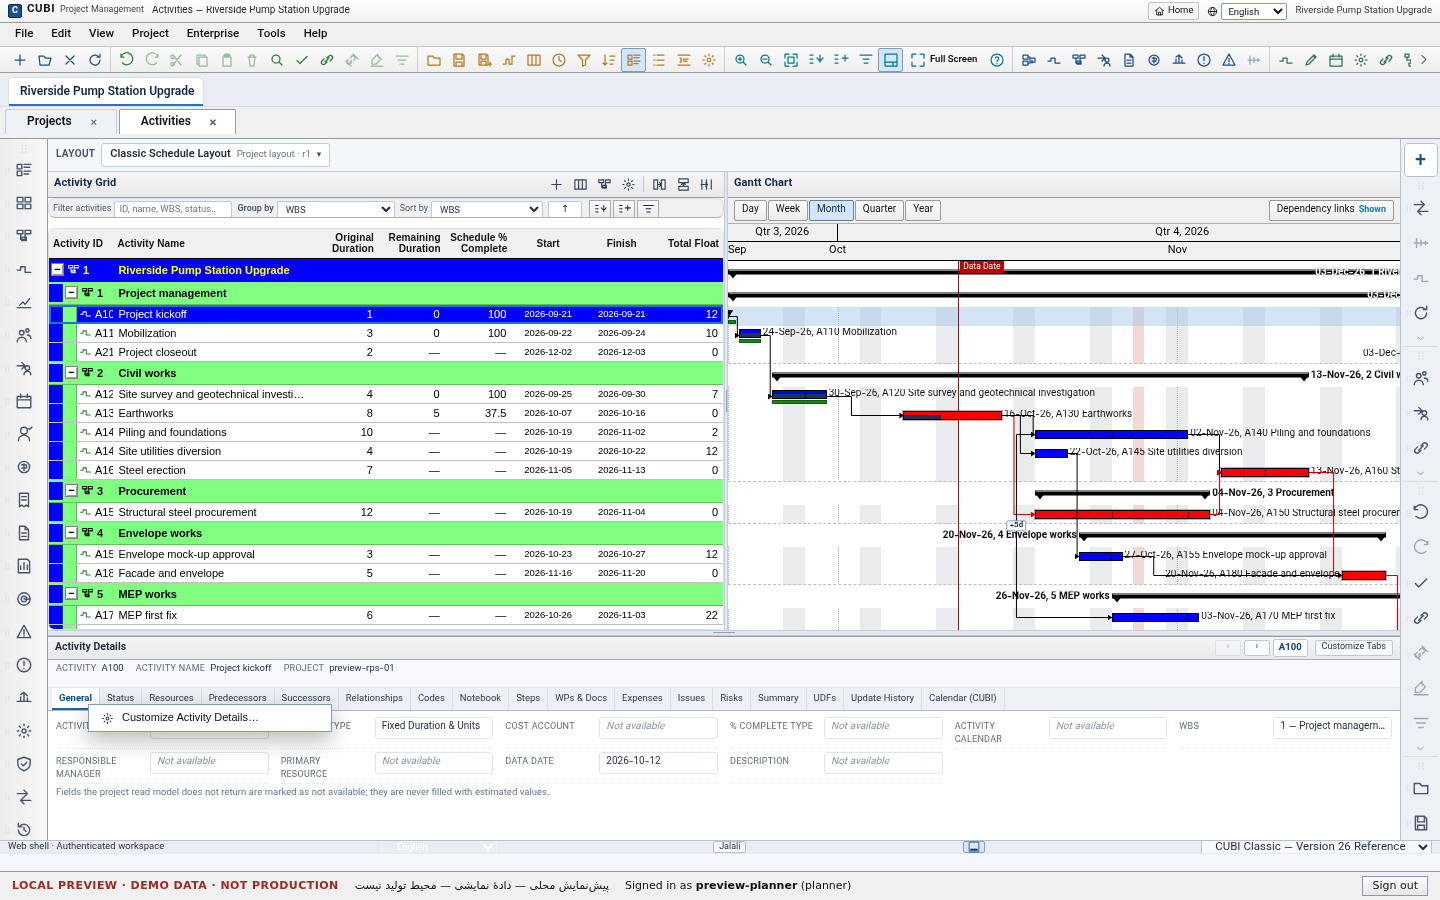 CUBI Project Management Activities — Riverside Pump Station Upgrade Home English Riverside Pump Station Upgrade
File Edit View Project Enterprise Tools Help
Full Screen
Riverside Pump Station Upgrade
Projects × Activities ×
LAYOUT Classic Schedule Layout Project layout · r1
Activity Grid
Filter activities ID, name, WBS, status.. Group by WBS Sort by WBS
Activity ID Activity Name Original Duration Remaining Duration Schedule % Complete Start Finish Total Float
1 Riverside Pump Station Upgrade
1 Project management
A10 Project kickoff 1 0 100 2026-09-21 2026-09-21 12
A11 Mobilization 3 0 100 2026-09-22 2026-09-24 10
A21 Project closeout 2 — — 2026-12-02 2026-12-03 0
2 Civil works
A12 Site survey and geotechnical investi... 4 0 100 2026-09-25 2026-09-30 7
A13 Earthworks 8 5 37.5 2026-10-07 2026-10-16 0
A14 Piling and foundations 10 — — 2026-10-19 2026-11-02 2
A14 Site utilities diversion 4 — — 2026-10-19 2026-10-22 12
A16 Steel erection 7 — — 2026-11-05 2026-11-13 0
3 Procurement
A15 Structural steel procurement 12 — — 2026-10-19 2026-11-04 0
4 Envelope works
A15 Envelope mock-up approval 3 — — 2026-10-23 2026-10-27 12
A18 Facade and envelope 5 — — 2026-11-16 2026-11-20 0
5 MEP works
A17 MEP first fix 6 — — 2026-10-26 2026-11-03 22
Gantt Chart
Day Week Month Quarter Year Dependency links Shown
Qtr 3, 2026 Qtr 4, 2026
Sep Oct Nov
Data Date
03-Dec-26, 1 River
03-Dec
24-Sep-26, A110 Mobilization
03-Dec-
13-Nov-26, 2 Civil w
30-Sep-26, A120 Site survey and geotechnical investigation
16-Oct-26, A130 Earthworks
02-Nov-26, A140 Piling and foundations
22-Oct-26, A145 Site utilities diversion
13-Nov-26, A160 St
04-Nov-26, 3 Procurement
04-Nov-26, A150 Structural steel procurer
+5d
20-Nov-26, 4 Envelope works
27-Oct-26, A155 Envelope mock-up approval
20-Nov-26, A180 Facade and envelope
26-Nov-26, 5 MEP works
03-Nov-26, A170 MEP first fix
Activity Details A100 Customize Tabs
ACTIVITY A100 ACTIVITY NAME Project kickoff PROJECT preview-rps-01
General Status Resources Predecessors Successors Relationships Codes Notebook Steps WPs & Docs Expenses Issues Risks Summary UDFs Update History Calendar (CUBI)
Customize Activity Details...
ACTIVIT TYPE Fixed Duration & Units COST ACCOUNT Not available % COMPLETE TYPE Not available ACTIVITY CALENDAR Not available WBS 1 — Project managem...
RESPONSIBLE MANAGER Not available PRIMARY RESOURCE Not available DATA DATE 2026-10-12 DESCRIPTION Not available
Fields the project read model does not return are marked as not available; they are never filled with estimated values.
Web shell · Authenticated workspace English Jalali CUBI Classic — Version 26 Reference
LOCAL PREVIEW · DEMO DATA · NOT PRODUCTION پیش‌نمایش محلی — دادهٔ نمایشی — محیط تولید نیست Signed in as preview-planner (planner) Sign out